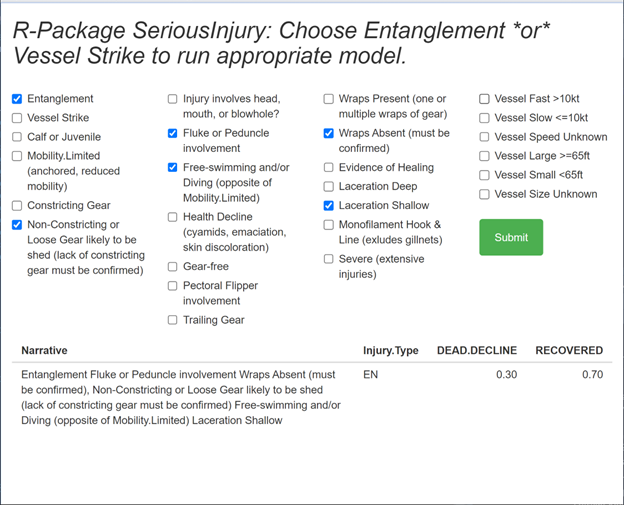 R-Package SeriousInjury: Choose Entanglement *or*
Vessel Strike to run appropriate model.
Entanglement
Vessel Strike
Calf or Juvenile
Mobility.Limited
(anchored, reduced
mobility)
Constricting Gear
Non-Constricting or
Loose Gear likely to be
shed (lack of constricting
gear must be confirmed)
Injury involves head,
mouth, or blowhole?
Fluke or Peduncle
involvement
Free-swimming and/or
Diving (opposite of
Mobility.Limited)
Health Decline
(cyamids, emaciation,
skin discoloration)
Gear-free
Pectoral Flipper
involvement
Trailing Gear
Wraps Present (one or
multiple wraps of gear)
Wraps Absent (must be
confirmed)
Evidence of Healing
Laceration Deep
Laceration Shallow
Monofilament Hook &
Line (exludes gillnets)
Severe (extensive
injuries)
Vessel Fast >10kt
Vessel Slow <=10kt
Vessel Speed Unknown
Vessel Large >=65ft
Vessel Small <65ft
Vessel Size Unknown
Submit
Narrative Injury.Type DEAD.DECLINE RECOVERED
Entanglement Fluke or Peduncle involvement Wraps Absent (must EN 0.30 0.70
be confirmed), Non-Constricting or Loose Gear likely to be shed
(lack of constricting gear must be confirmed) Free-swimming and/or
Diving (opposite of Mobility.Limited) Laceration Shallow